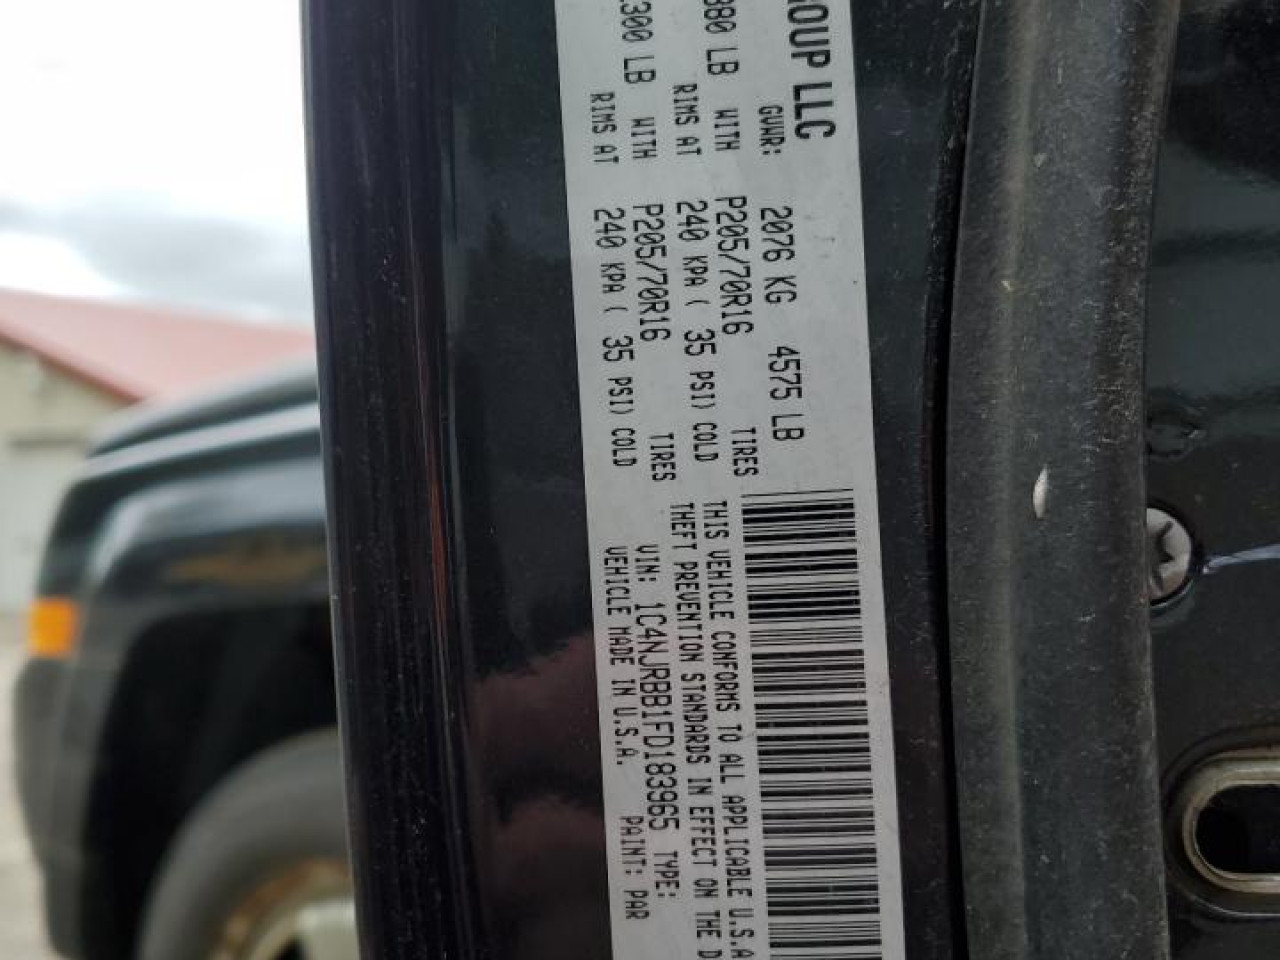 ROUP LLC
GVWR: 2076 KG 4575 LB
880 LB WITH P205/70R16 TIRES
RIMS AT 240 KPA ( 35 PSI) COLD
300 LB WITH P205/70R16 TIRES
RIMS AT 240 KPA ( 35 PSI) COLD
THIS VEHICLE CONFORMS TO ALL APPLICABLE U.S.A
THEFT PREVENTION STANDARDS IN EFFECT ON THE D
VIN: 1C4NJRBB1FD183965 TYPE:
VEHICLE MADE IN U.S.A. PAINT: PAR